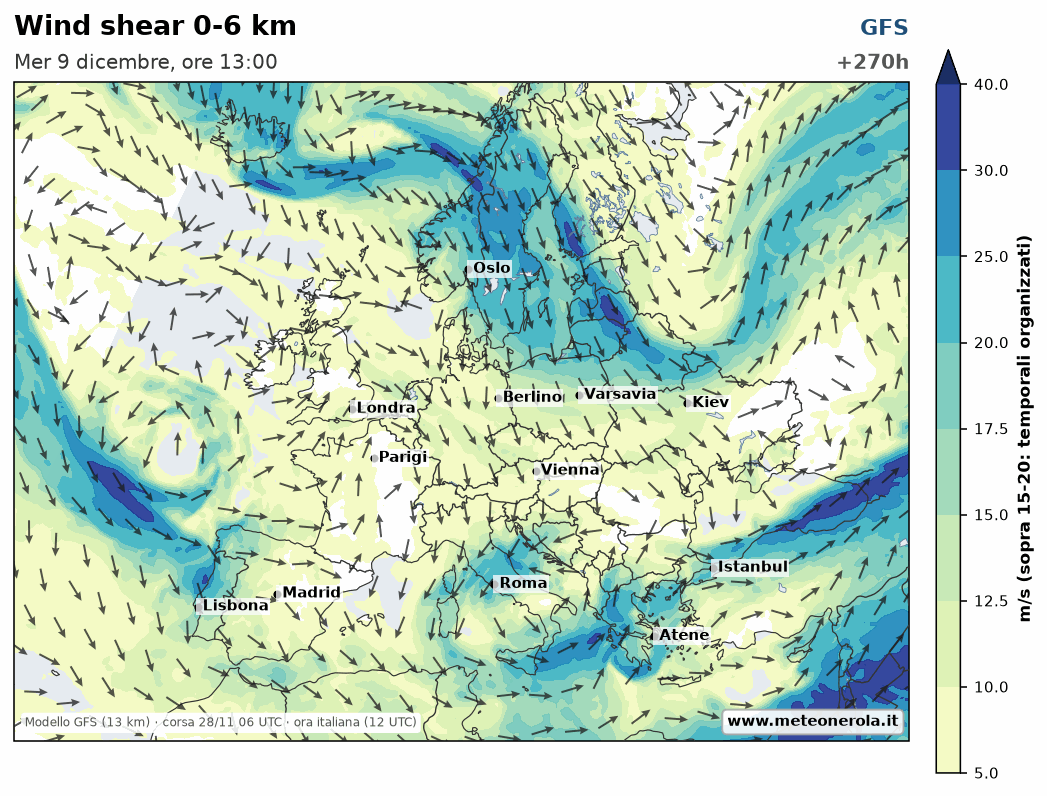 Wind shear 0-6 km
GFS
Mer 9 dicembre, ore 13:00
+270h
40.0
30.0
25.0
20.0
17.5
15.0
12.5
10.0
5.0
m/s (sopra 15-20: temporali organizzati)
Oslo
Londra
Berlino
Varsavia
Kiev
Parigi
Vienna
Istanbul
Madrid
Roma
Lisbona
Atene
Modello GFS (13 km) · corsa 28/11 06 UTC · ora italiana (12 UTC)
www.meteonerola.it